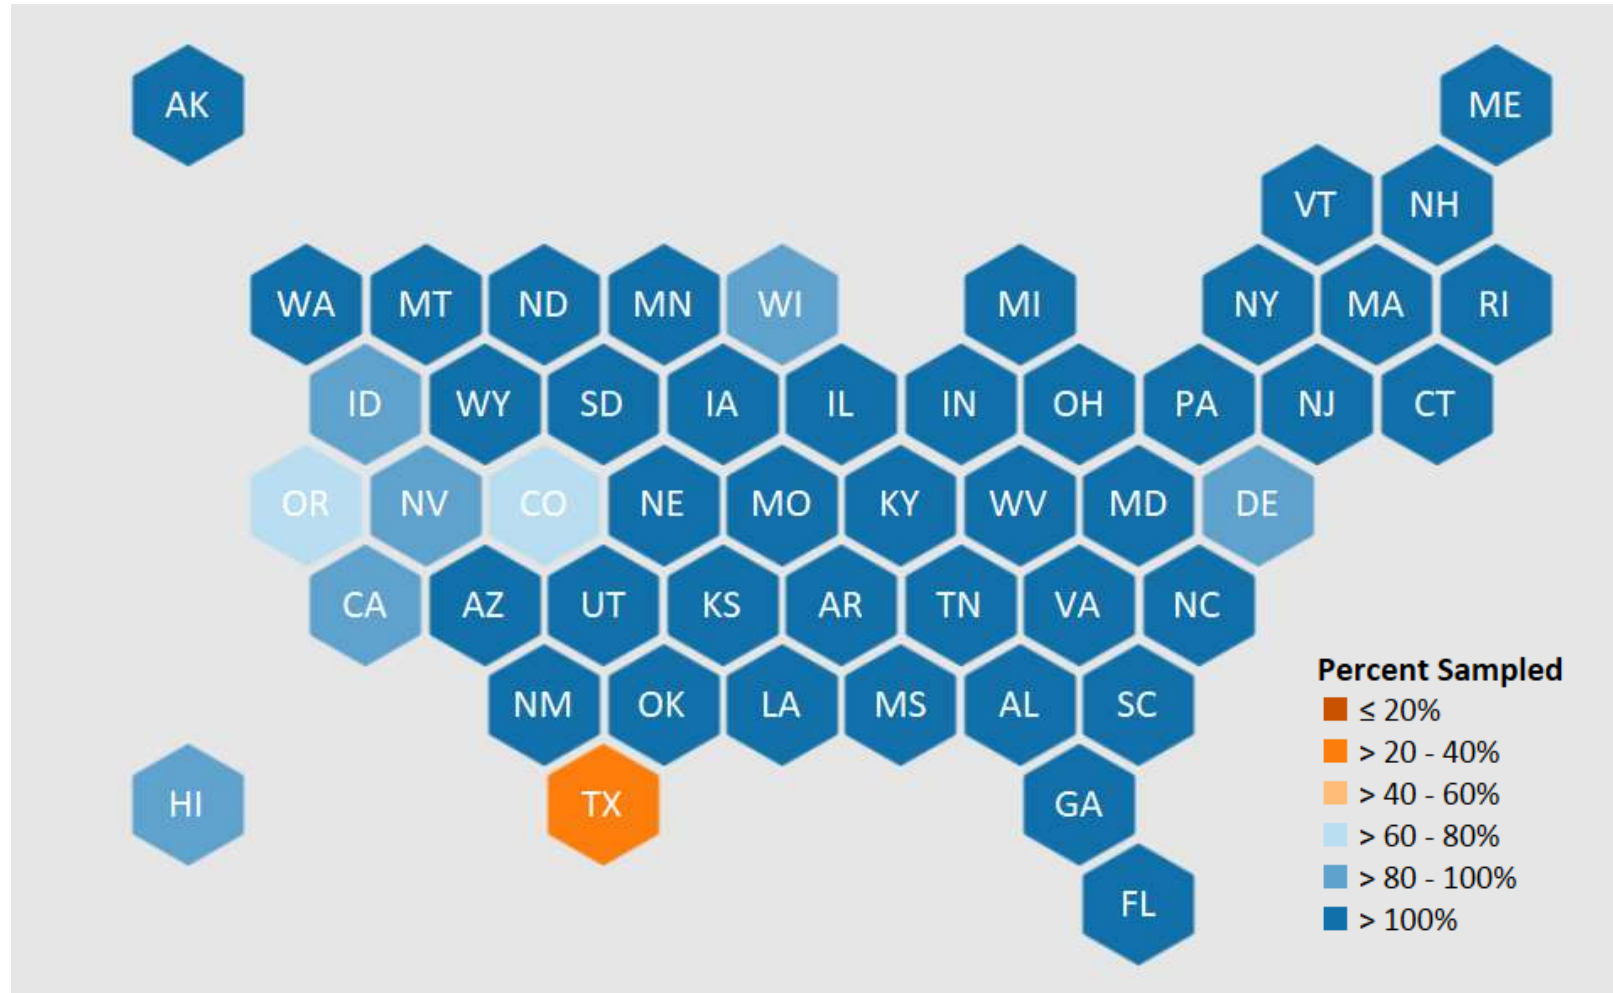 AK
ME
VT NH
WA MT ND MN WI MI NY MA RI
ID WY SD IA IL IN OH PA NJ CT
OR NV CO NE MO KY WV MD DE
CA AZ UT KS AR TN VA NC
NM OK LA MS AL SC
HI TX GA
FL
Percent Sampled
≤ 20%
> 20 - 40%
> 40 - 60%
> 60 - 80%
> 80 - 100%
> 100%